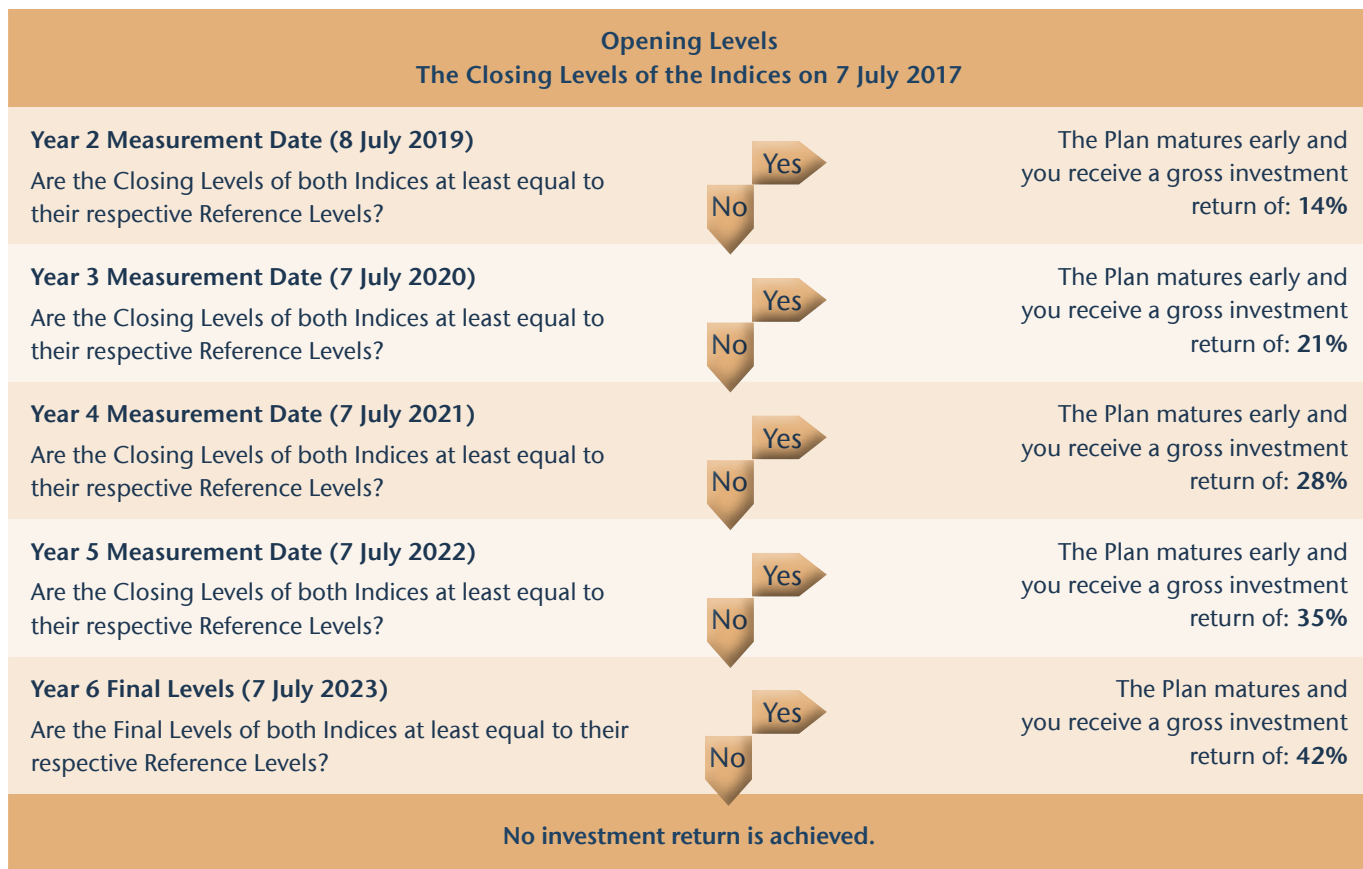 Opening Levels
The Closing Levels of the Indices on 7 July 2017
Year 2 Measurement Date (8 July 2019)
Are the Closing Levels of both Indices at least equal to
their respective Reference Levels?
Yes
No
The Plan matures early and
you receive a gross investment
return of: 14%
Year 3 Measurement Date (7 July 2020)
Are the Closing Levels of both Indices at least equal to
their respective Reference Levels?
Yes
No
The Plan matures early and
you receive a gross investment
return of: 21%
Year 4 Measurement Date (7 July 2021)
Are the Closing Levels of both Indices at least equal to
their respective Reference Levels?
Yes
No
The Plan matures early and
you receive a gross investment
return of: 28%
Year 5 Measurement Date (7 July 2022)
Are the Closing Levels of both Indices at least equal to
their respective Reference Levels?
Yes
No
The Plan matures early and
you receive a gross investment
return of: 35%
Year 6 Final Levels (7 July 2023)
Are the Final Levels of both Indices at least equal to their
respective Reference Levels?
Yes
No
The Plan matures and
you receive a gross investment
return of: 42%
No investment return is achieved.